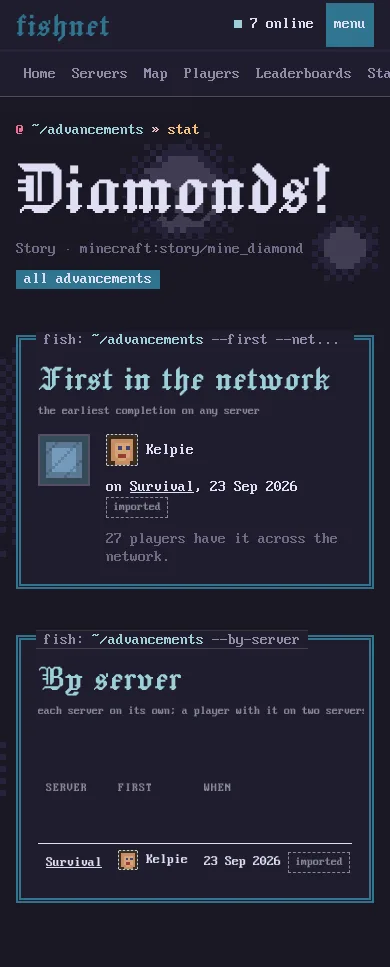 fishnet
7 online
menu
Home Servers Map Players Leaderboards Sta
@ ~/advancements » stat
Diamonds!
Story · minecraft:story/mine_diamond
all advancements
fish: ~/advancements --first --net...
First in the network
the earliest completion on any server
Kelpie
on Survival, 23 Sep 2026
imported
27 players have it across the
network.
fish: ~/advancements --by-server
By server
each server on its own; a player with it on two servers
SERVER FIRST WHEN
Survival Kelpie 23 Sep 2026 imported